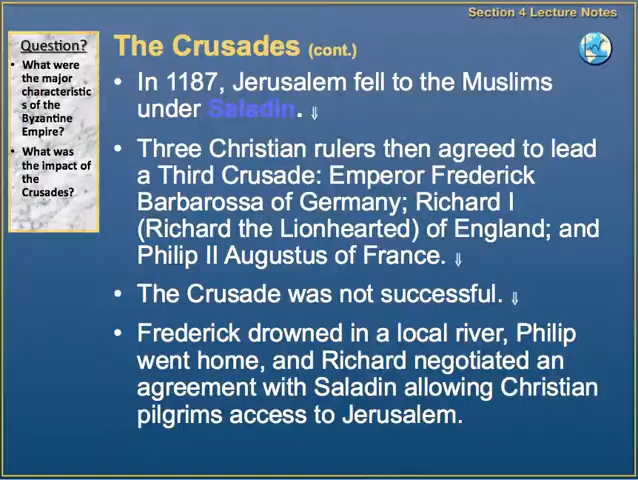 Section 4 Lecture Notes
Question?
• What were
the major
characteristic
s of the
Byzantine
Empire?
• What was
the impact of
the
Crusades?
The Crusades (cont.)
• In 1187, Jerusalem fell to the Muslims
under Saladin. ⇓
• Three Christian rulers then agreed to lead
a Third Crusade: Emperor Frederick
Barbarossa of Germany; Richard I
(Richard the Lionhearted) of England; and
Philip II Augustus of France. ⇓
• The Crusade was not successful. ⇓
• Frederick drowned in a local river, Philip
went home, and Richard negotiated an
agreement with Saladin allowing Christian
pilgrims access to Jerusalem.